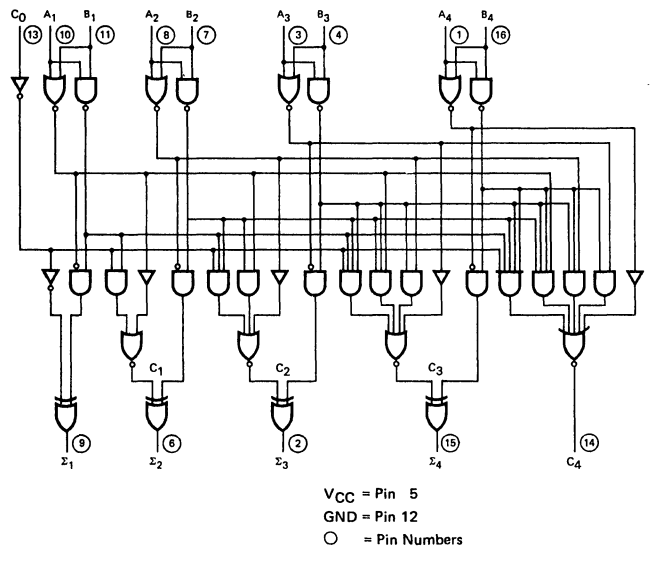 C0 A1 B1 A2 B2 A3 B3 A4 B4
13 10 11 8 7 3 4 1 16
C1 C2 C3
9 6 2 15 14
Σ1 Σ2 Σ3 Σ4 C4
VCC = Pin 5
GND = Pin 12
= Pin Numbers